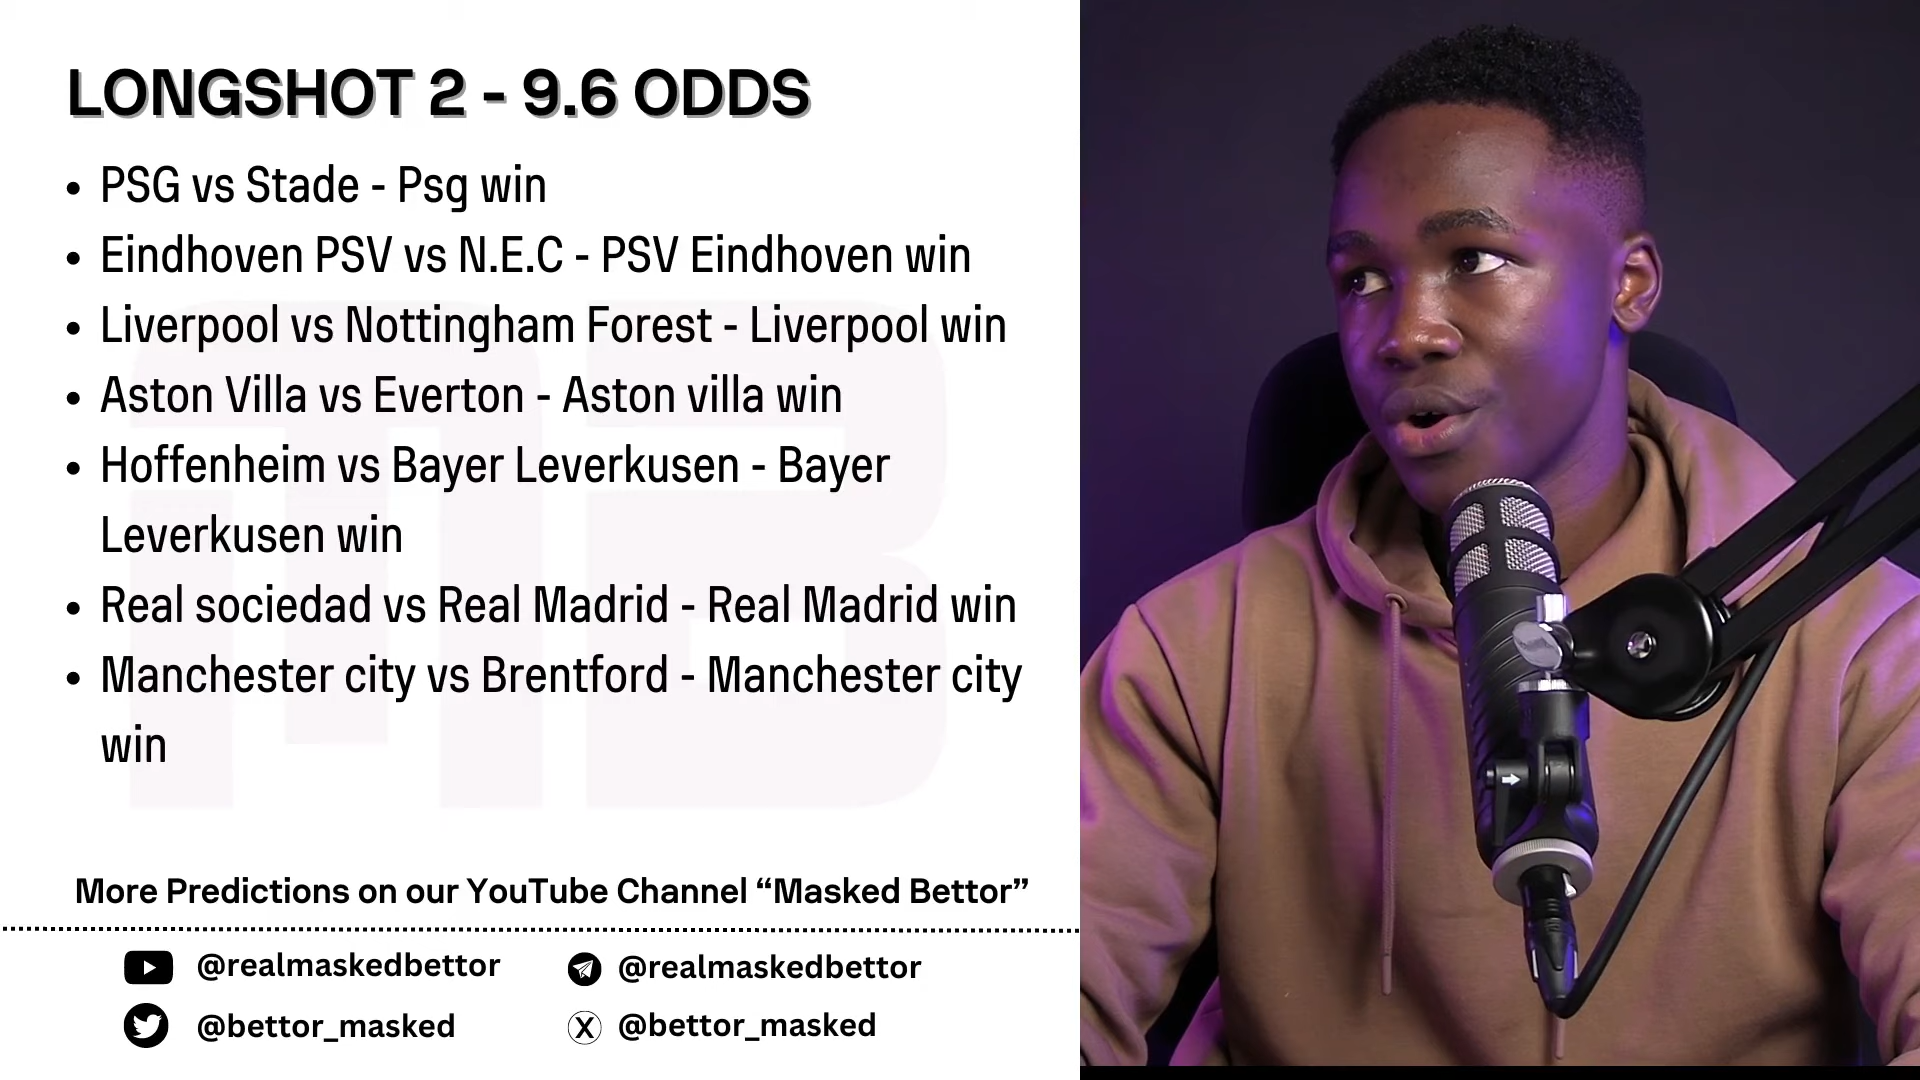 LONGSHOT 2 - 9.6 ODDS
• PSG vs Stade - Psg win
• Eindhoven PSV vs N.E.C - PSV Eindhoven win
• Liverpool vs Nottingham Forest - Liverpool win
• Aston Villa vs Everton - Aston villa win
• Hoffenheim vs Bayer Leverkusen - Bayer
Leverkusen win
• Real sociedad vs Real Madrid - Real Madrid win
• Manchester city vs Brentford - Manchester city
win
More Predictions on our YouTube Channel “Masked Bettor”
@realmaskedbettor
@realmaskedbettor
@bettor_masked
X @bettor_masked
MB